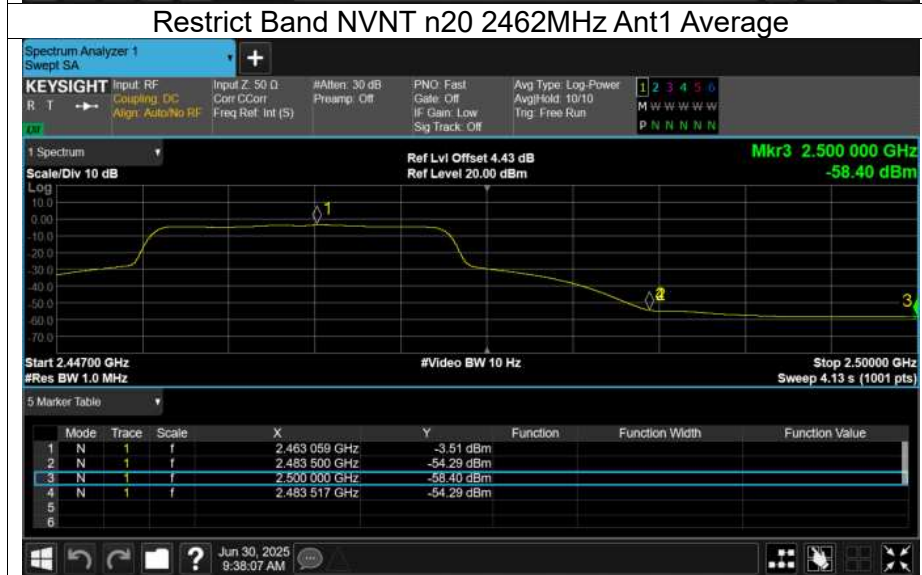 Restrict Band NVNT n20 2462MHz Ant1 Average
Spectrum Analyzer 1
Swept SA
+
KEYSIGHT Input: RF Input Z: 50 Ω #Atten: 30 dB PNO: Fast Avg Type: Log-Power 1 2 3 4 5 6
R T Coupling: DC Corr CCorr Preamp: Off Gate: Off Avg|Hold: 10/10 M W W W W W
Align: Auto/No RF Freq Ref: Int (S) IF Gain: Low Trig: Free Run
Sig Track: Off P N N N N N
1 Spectrum
Ref Lvl Offset 4.43 dB Mkr3 2.500 000 GHz
Scale/Div 10 dB Ref Level 20.00 dBm -58.40 dBm
Log
10.0
0.00
-10.0
-20.0
-30.0
-40.0
-50.0
-60.0
-70.0
1
2
3
Start 2.44700 GHz #Video BW 10 Hz Stop 2.50000 GHz
#Res BW 1.0 MHz Sweep 4.13 s (1001 pts)
5 Marker Table
Mode Trace Scale X Y Function Function Width Function Value
1 N 1 f 2.463 059 GHz -3.51 dBm
2 N 1 f 2.483 500 GHz -54.29 dBm
3 N 1 f 2.500 000 GHz -58.40 dBm
4 N 1 f 2.483 517 GHz -54.29 dBm
5
6
? Jun 30, 2025
9:38:07 AM